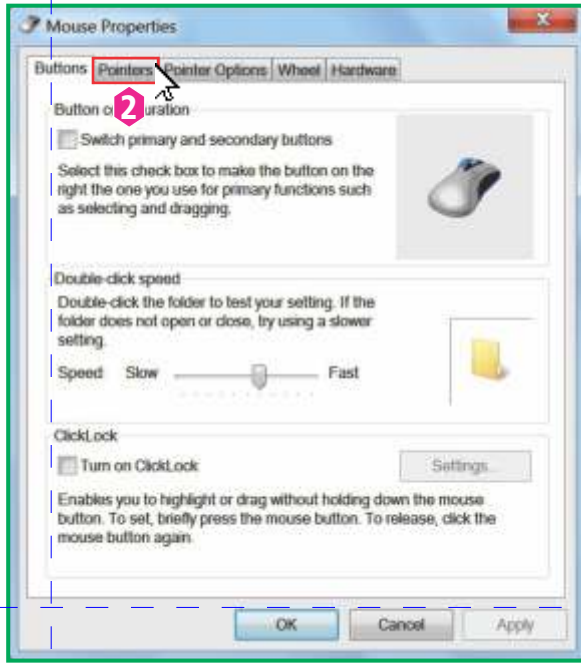 Mouse Properties
Buttons Pointers Pointer Options Wheel Hardware
2
Button uration
Switch primary and secondary buttons
Select this check box to make the button on the
right the one you use for primary functions such
as selecting and dragging.
Double-click speed
Double-click the folder to test your setting. If the
folder does not open or close, try using a slower
setting.
Speed Slow Fast
ClickLock
Turn on ClickLock Settings...
Enables you to highlight or drag without holding down the mouse
button. To set, briefly press the mouse button. To release, click the
mouse button again.
OK Cancel Apply